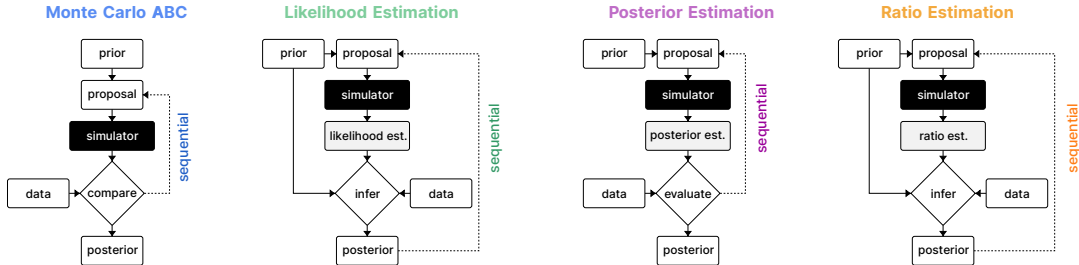 Monte Carlo ABC
prior
proposal
simulator
data
compare
posterior
sequential
Likelihood Estimation
prior
proposal
simulator
likelihood est.
infer
data
posterior
sequential
Posterior Estimation
prior
proposal
simulator
posterior est.
data
evaluate
posterior
sequential
Ratio Estimation
prior
proposal
simulator
ratio est.
infer
data
posterior
sequential